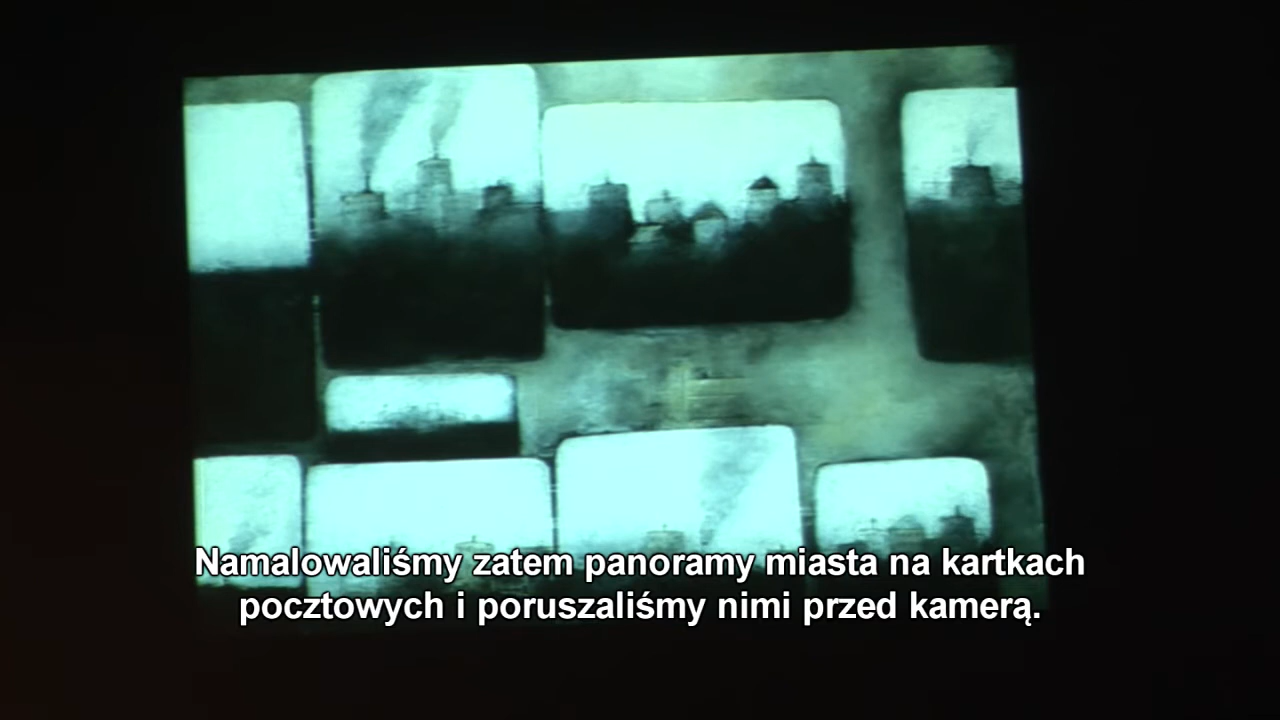 Namalowaliśmy zatem panoramy miasta na kartkach
pocztowych i poruszaliśmy nimi przed kamerą.